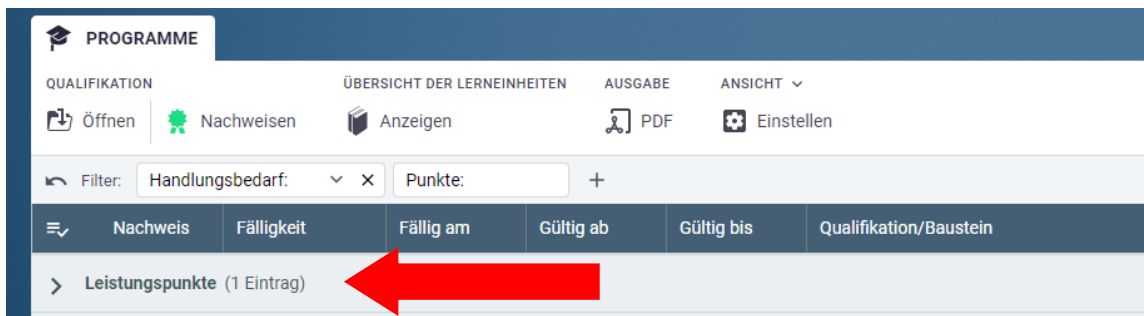 PROGRAMME
QUALIFIKATION ÜBERSICHT DER LERNEINHEITEN AUSGABE ANSICHT
Öffnen Nachweisen Anzeigen PDF Einstellen
Filter: Handlungsbedarf: Punkte:
Nachweis Fälligkeit Fällig am Gültig ab Gültig bis Qualifikation/Baustein
Leistungspunkte (1 Eintrag)